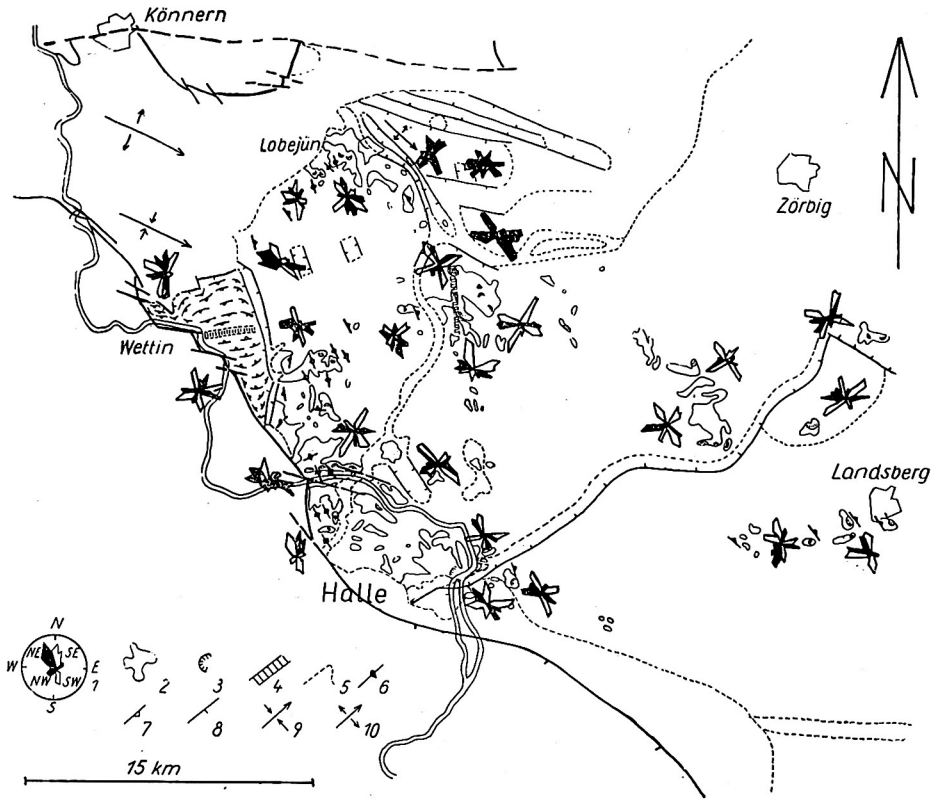 Könnern
Lobejün
Zörbig
N
Wettin
Landsberg
Halle
N
NE SE
W E
NW SW
S
1 2 3 4 5 6
7 8 9 10
15 km